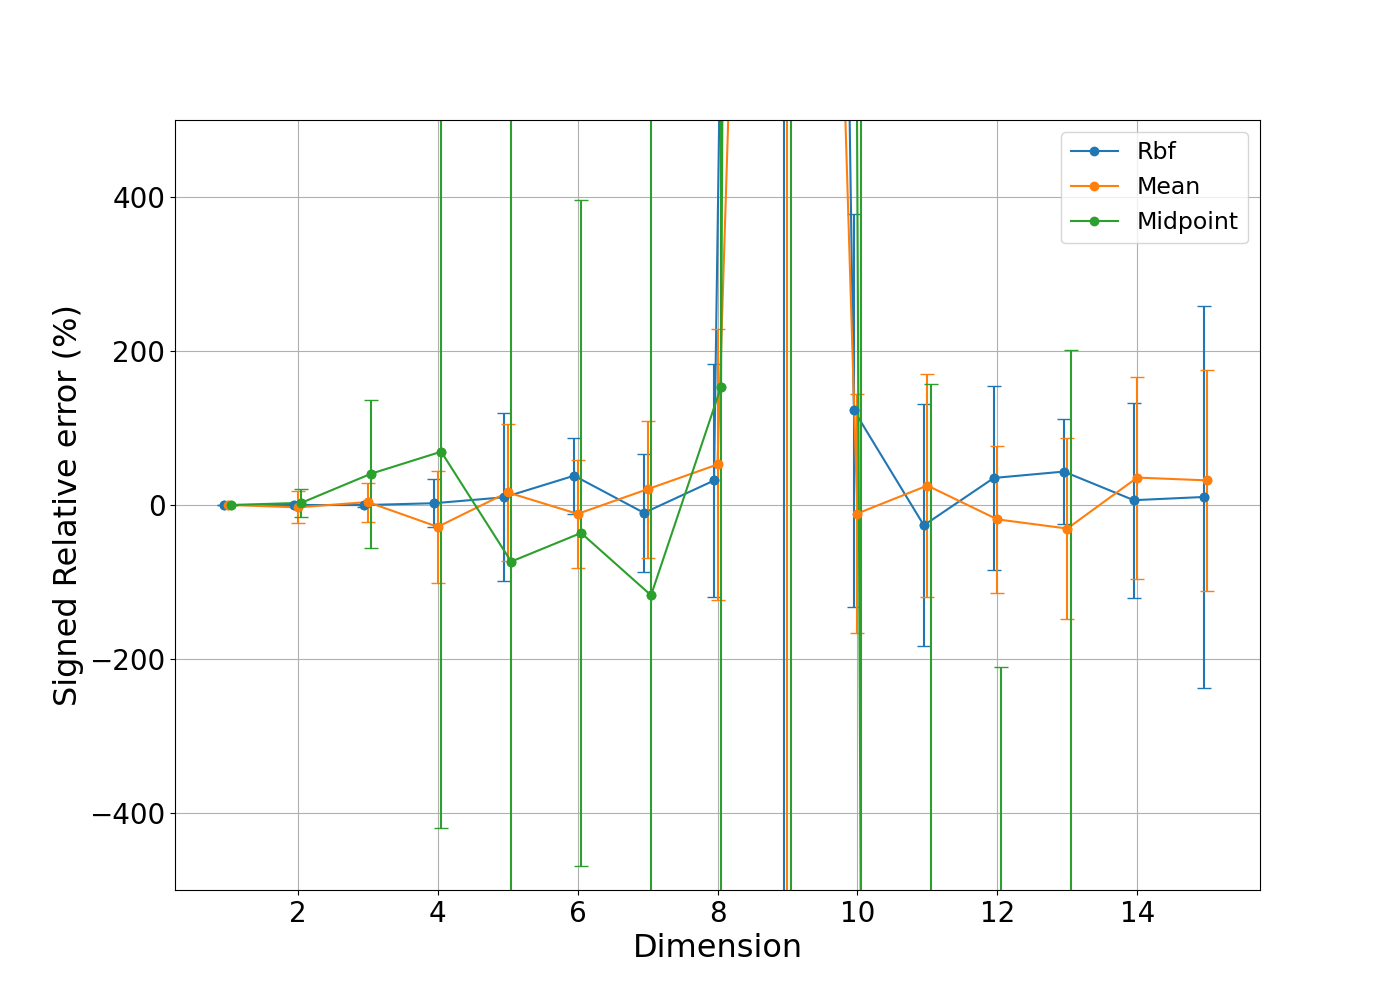 Rbf
Mean
Midpoint
Signed Relative error (%)
400
200
0
−200
−400
2 4 6 8 10 12 14
Dimension